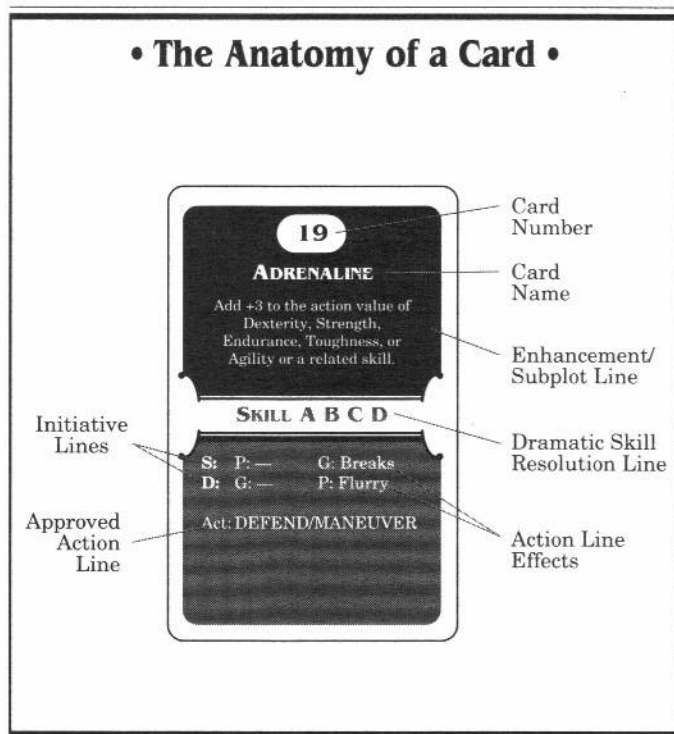 • The Anatomy of a Card •
19
Card
Number
ADRENALINE
Card
Name
Add +3 to the action value of
Dexterity, Strength,
Endurance, Toughness, or
Agility or a related skill.
Enhancement/
Subplot Line
SKILL A B C D
Dramatic Skill
Resolution Line
Initiative
Lines
S: P: — G: Breaks
D: G: — P: Flurry
Action Line
Effects
Approved
Action
Line
Act: DEFEND/MANEUVER